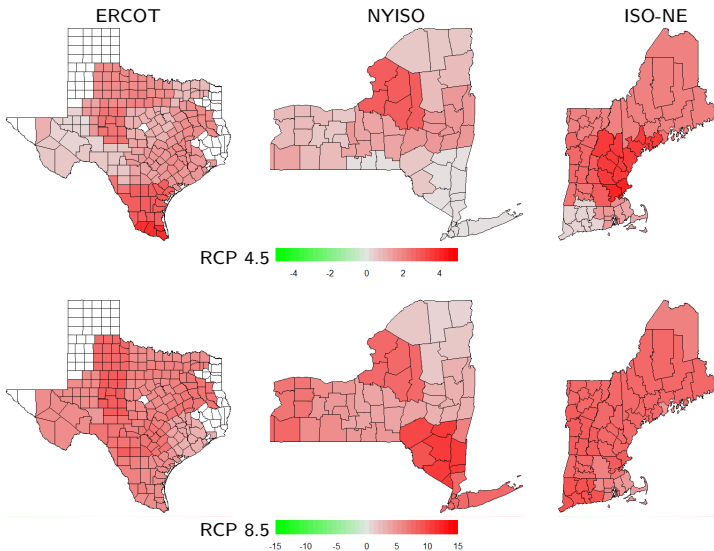 ERCOT NYISO ISO-NE
RCP 4.5
-4 -2 0 2 4
RCP 8.5
-15 -10 -5 0 5 10 15